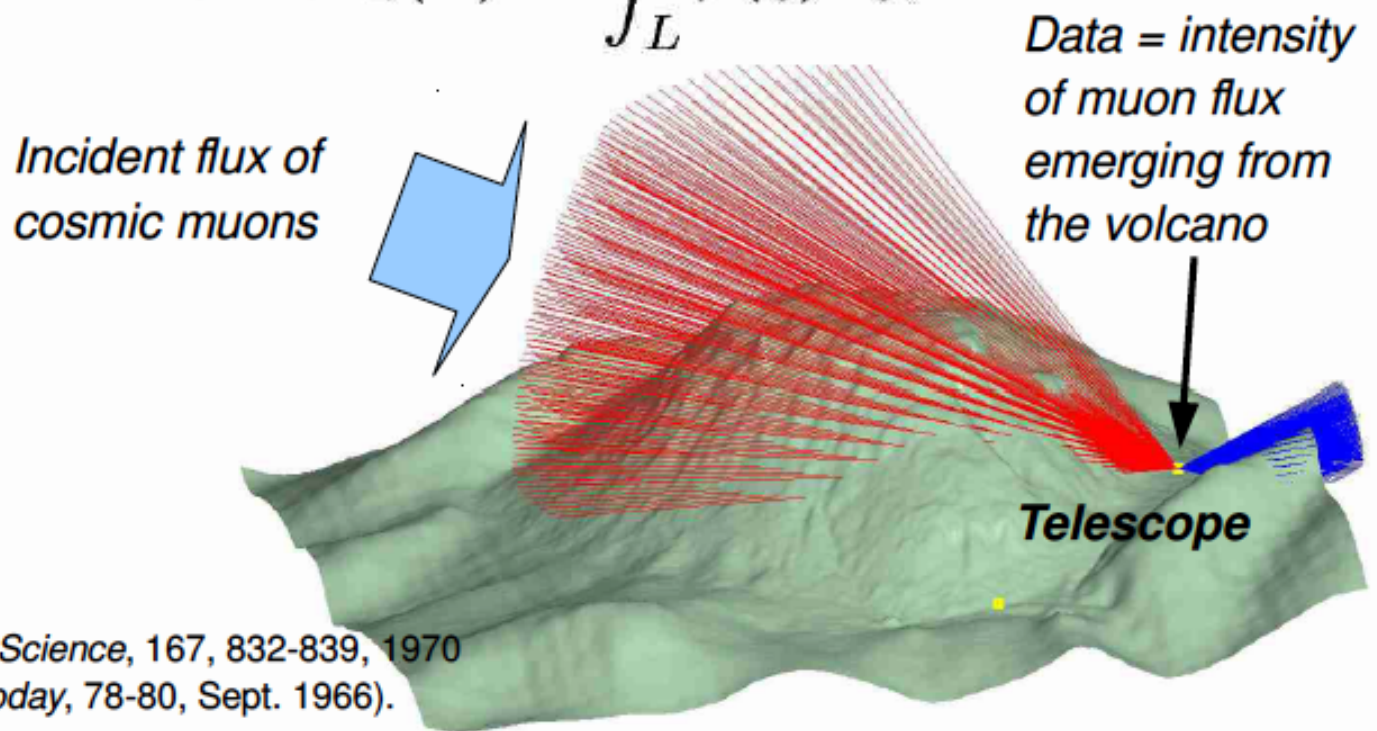 ∫_L
Data = intensity
of muon flux
emerging from
the volcano
Incident flux of
cosmic muons
Telescope
Science, 167, 832-839, 1970
oday, 78-80, Sept. 1966).